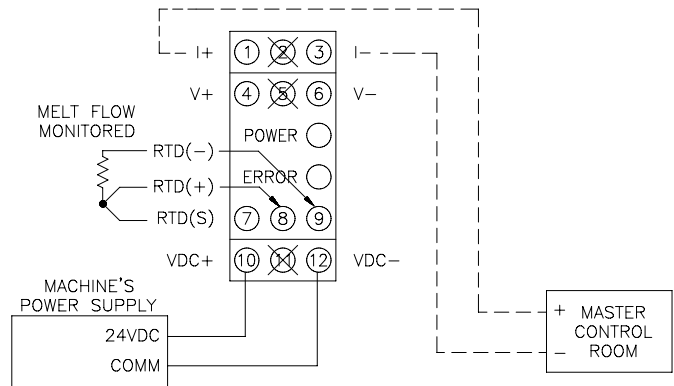 I+ 1 2 3 I-
V+ 4 5 6 V-
MELT FLOW
MONITORED
POWER
RTD(-)
ERROR
RTD(+)
RTD(S) 7 8 9
VDC+ 10 11 12 VDC-
MACHINE'S
POWER SUPPLY
24VDC
COMM
+ MASTER
CONTROL
- ROOM